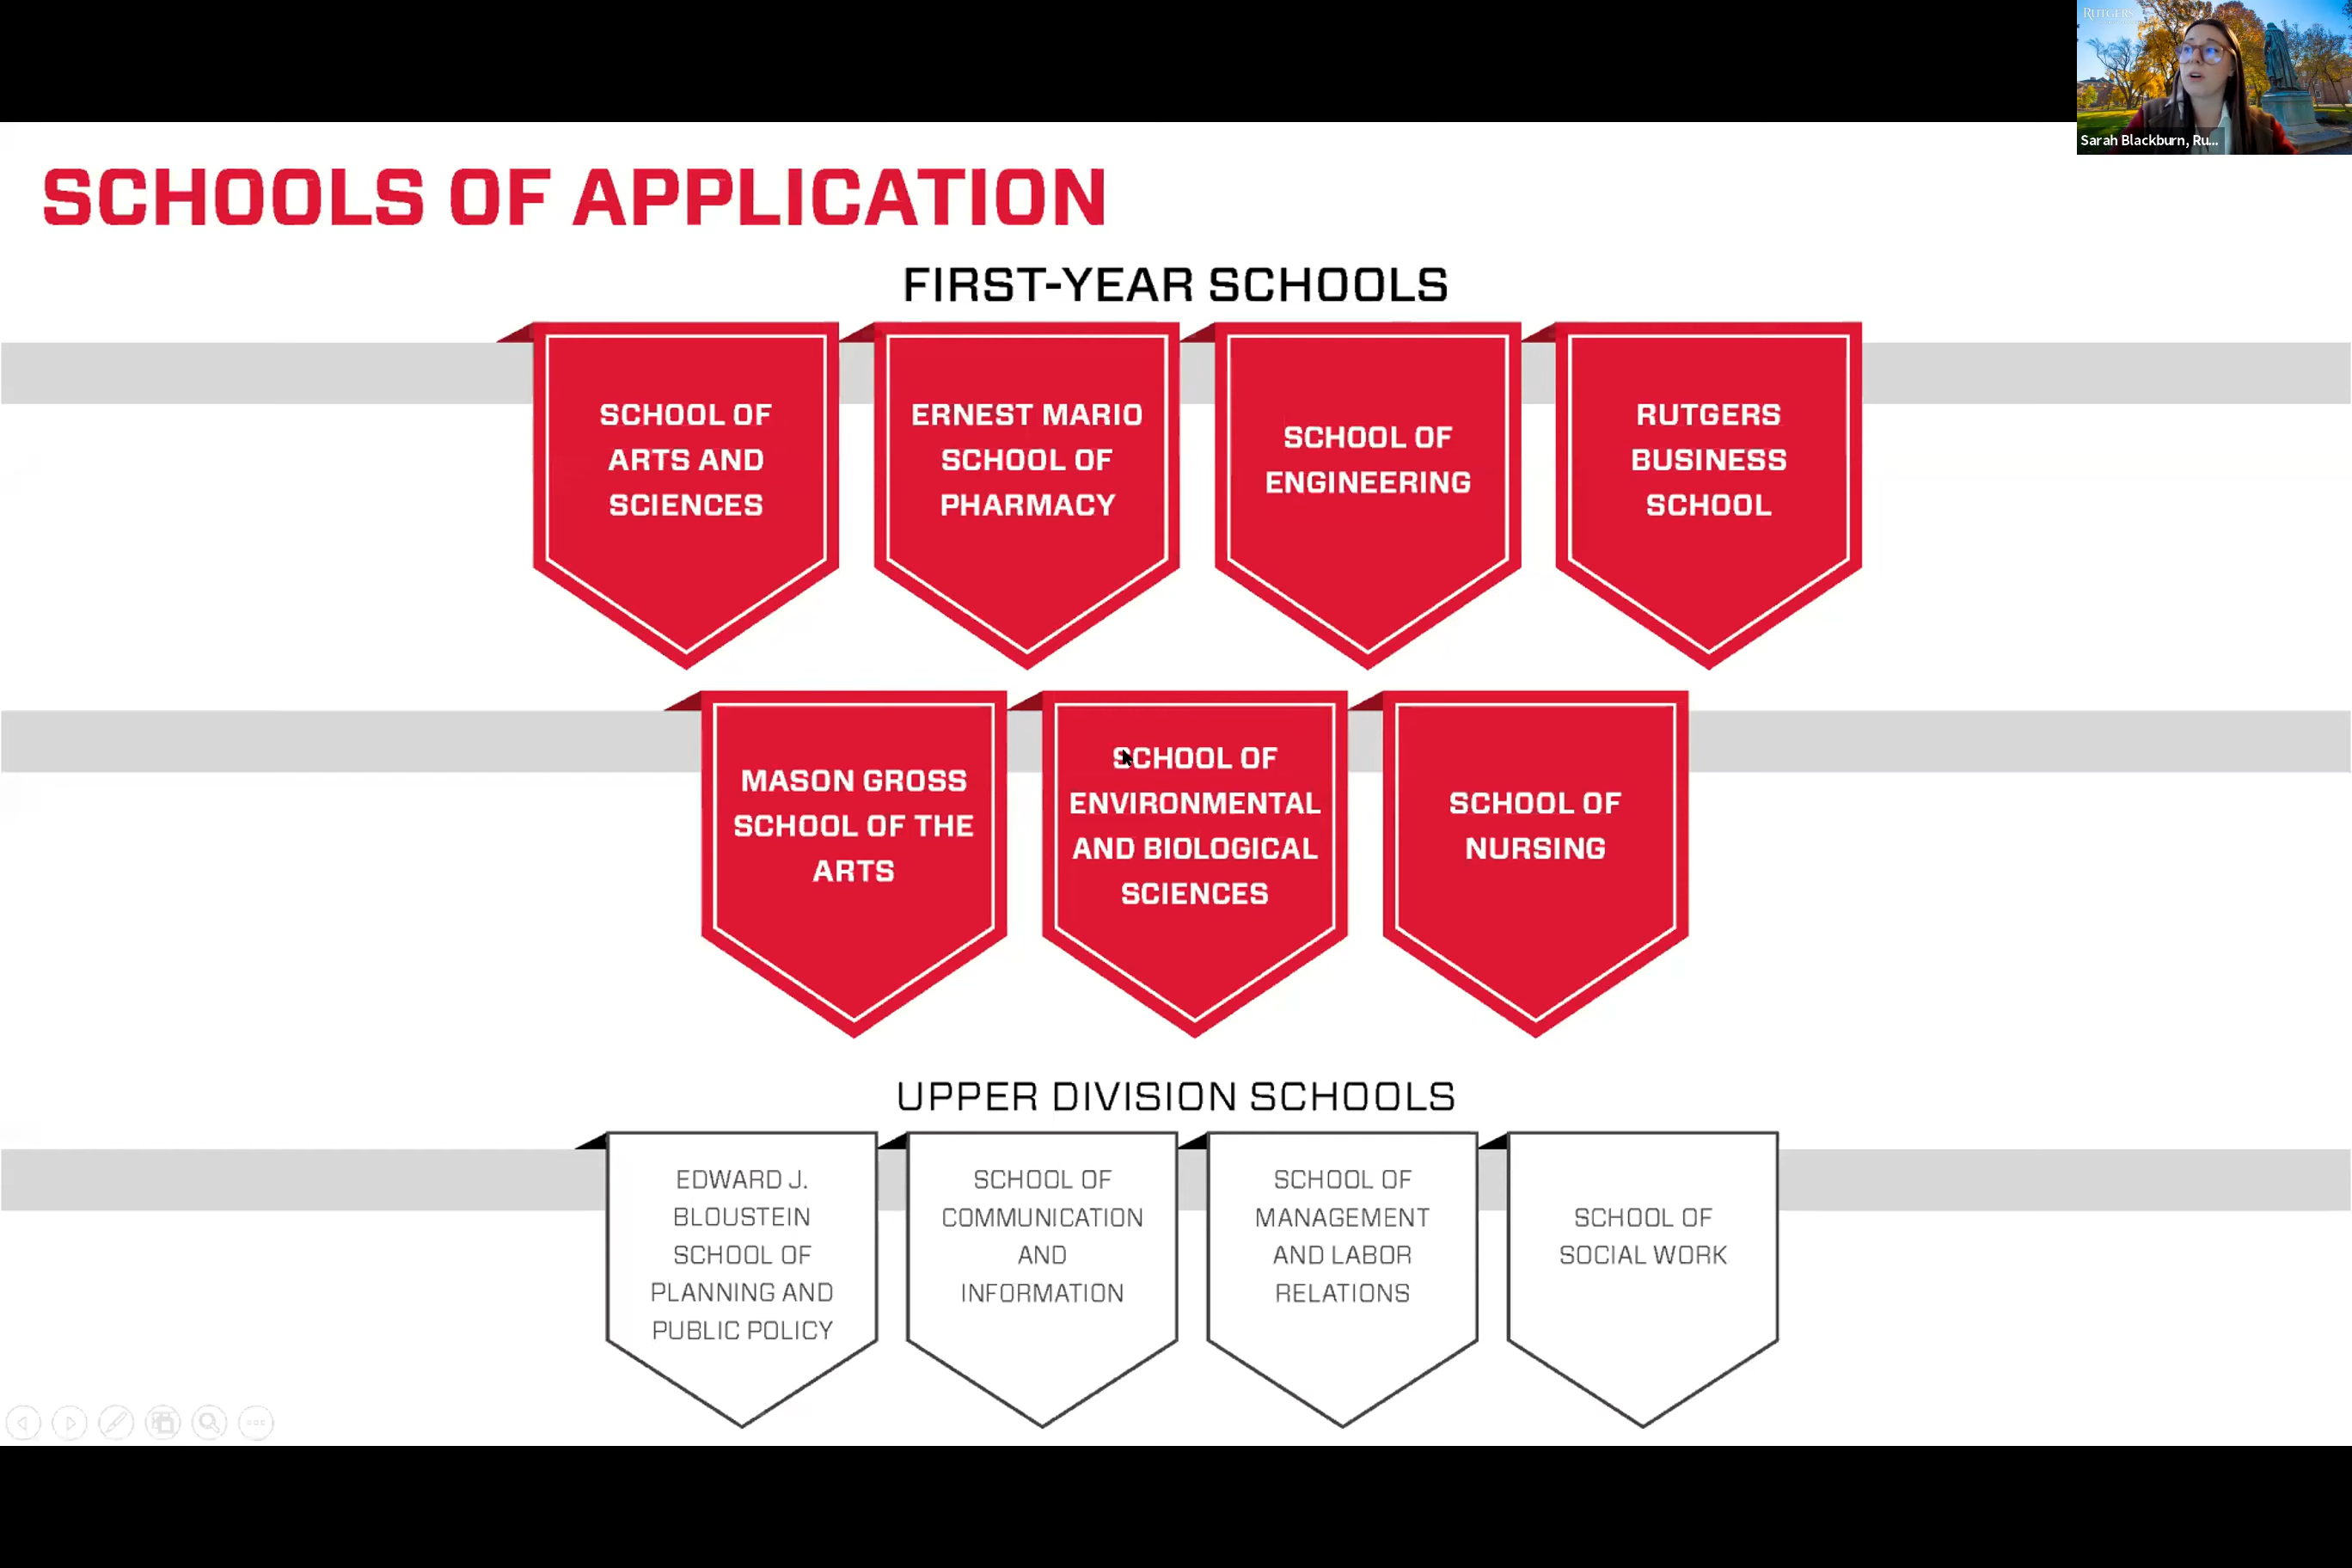 RUTGERS
Sarah Blackburn, Ru...
SCHOOLS OF APPLICATION
FIRST-YEAR SCHOOLS
SCHOOL OF
ARTS AND
SCIENCES
ERNEST MARIO
SCHOOL OF
PHARMACY
SCHOOL OF
ENGINEERING
RUTGERS
BUSINESS
SCHOOL
MASON GROSS
SCHOOL OF THE
ARTS
SCHOOL OF
ENVIRONMENTAL
AND BIOLOGICAL
SCIENCES
SCHOOL OF
NURSING
UPPER DIVISION SCHOOLS
EDWARD J.
BLOUSTEIN
SCHOOL OF
PLANNING AND
PUBLIC POLICY
SCHOOL OF
COMMUNICATION
AND
INFORMATION
SCHOOL OF
MANAGEMENT
AND LABOR
RELATIONS
SCHOOL OF
SOCIAL WORK